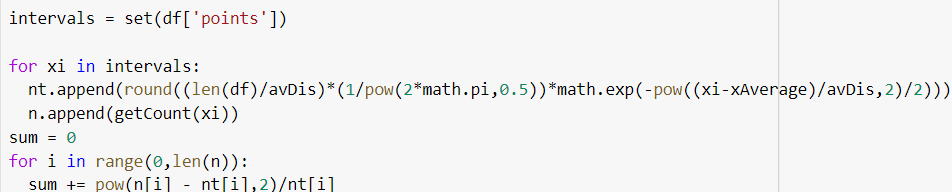 intervals = set(df['points'])
for xi in intervals:
nt.append(round((len(df)/avDis)*(1/pow(2*math.pi,0.5))*math.exp(-pow((xi-xAverage)/avDis,2)/2)))
n.append(getCount(xi))
sum = 0
for i in range(0,len(n)):
sum += pow(n[i] - nt[i],2)/nt[i]